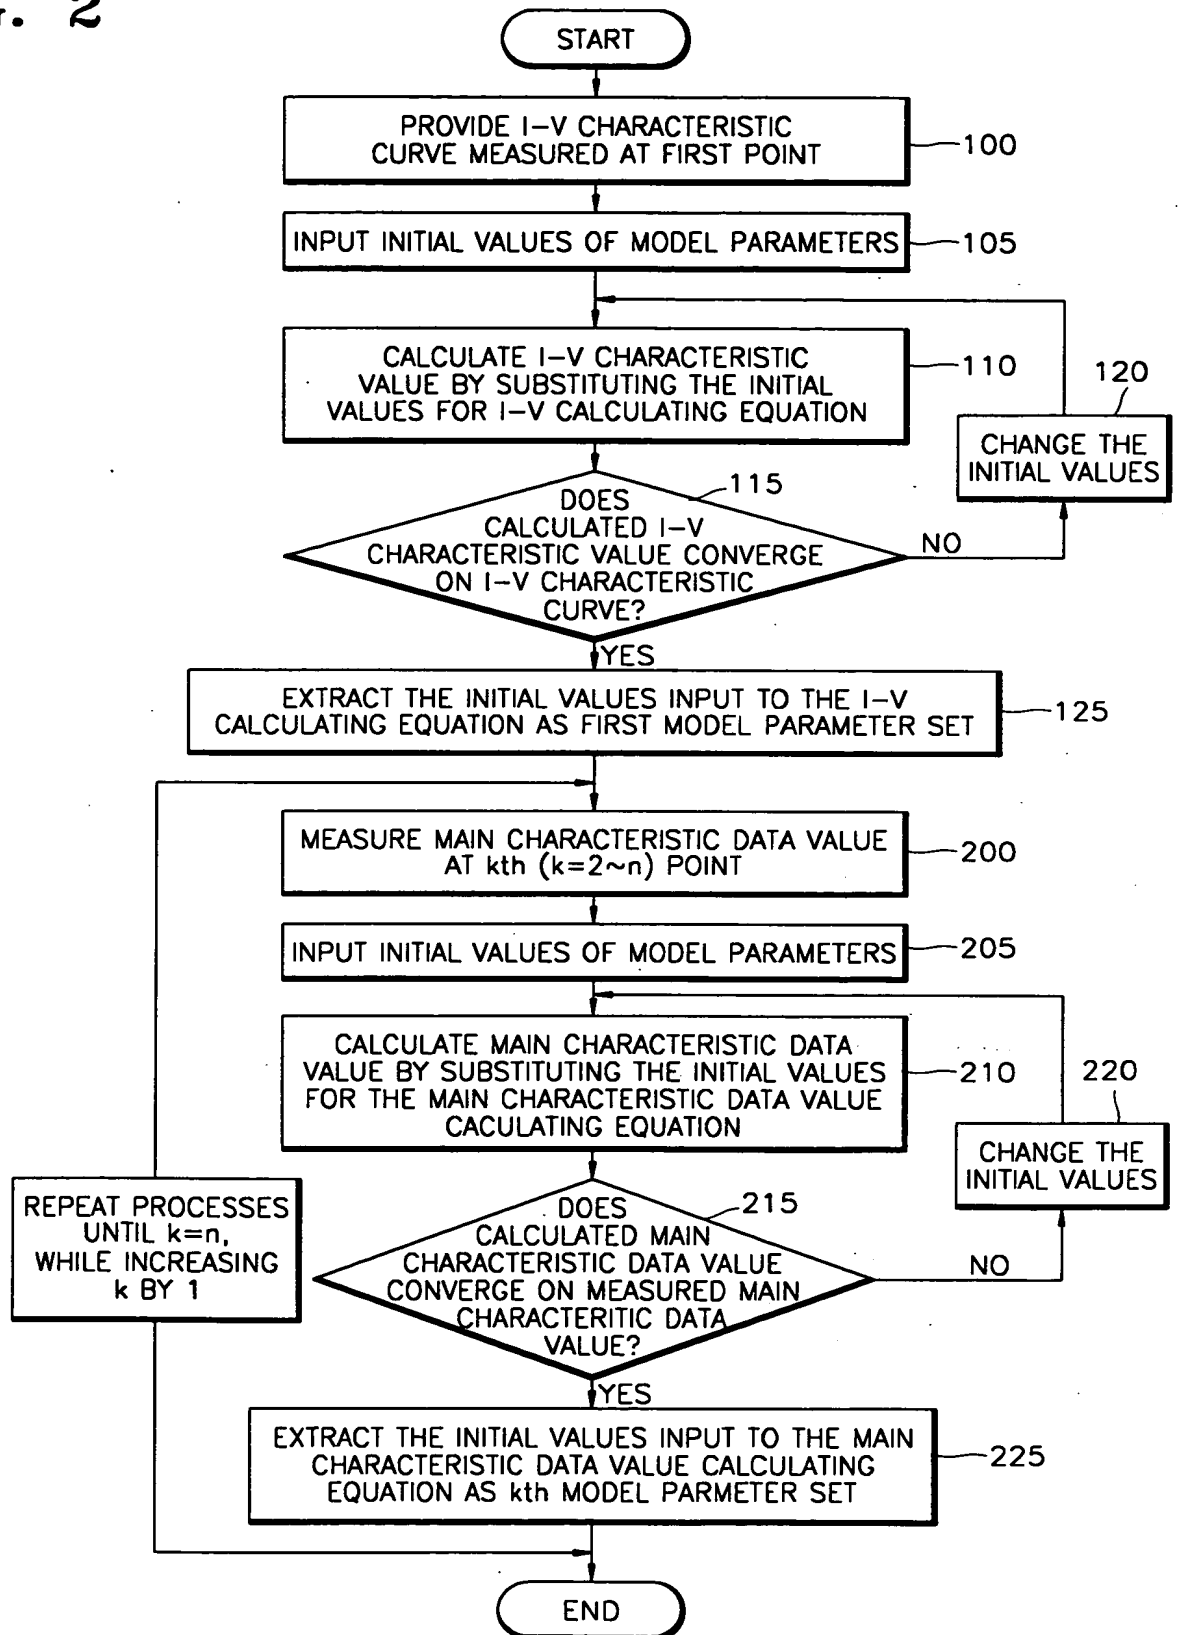 G. 2
START
PROVIDE I-V CHARACTERISTIC
CURVE MEASURED AT FIRST POINT
100
INPUT INITIAL VALUES OF MODEL PARAMETERS
105
CALCULATE I-V CHARACTERISTIC
VALUE BY SUBSTITUTING THE INITIAL
VALUES FOR I-V CALCULATING EQUATION
110
120
CHANGE THE
INITIAL VALUES
115
DOES
CALCULATED I-V
CHARACTERISTIC VALUE CONVERGE
ON I-V CHARACTERISTIC
CURVE?
NO
YES
EXTRACT THE INITIAL VALUES INPUT TO THE I-V
CALCULATING EQUATION AS FIRST MODEL PARAMETER SET
125
MEASURE MAIN CHARACTERISTIC DATA VALUE
AT kth (k=2~n) POINT
200
INPUT INITIAL VALUES OF MODEL PARAMETERS
205
CALCULATE MAIN CHARACTERISTIC DATA
VALUE BY SUBSTITUTING THE INITIAL VALUES
FOR THE MAIN CHARACTERISTIC DATA VALUE
CACULATING EQUATION
210
220
CHANGE THE
INITIAL VALUES
REPEAT PROCESSES
UNTIL k=n,
WHILE INCREASING
k BY 1
215
DOES
CALCULATED MAIN
CHARACTERISTIC DATA VALUE
CONVERGE ON MEASURED MAIN
CHARACTERITIC DATA
VALUE?
NO
YES
EXTRACT THE INITIAL VALUES INPUT TO THE MAIN
CHARACTERISTIC DATA VALUE CALCULATING
EQUATION AS kth MODEL PARMETER SET
225
END